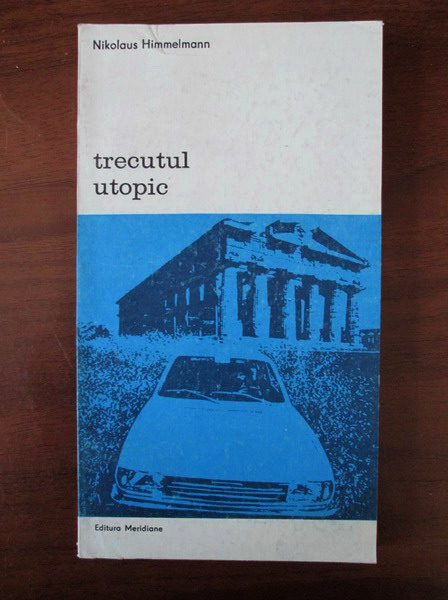 Nikolaus Himmelmann
trecutul
utopic
Editura Meridiane